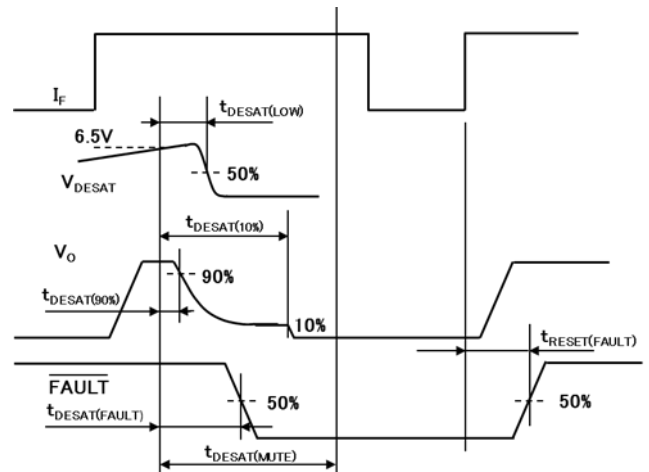 I_F
t_DESAT(LOW)
6.5V
50%
V_DESAT
t_DESAT(10%)
V_O
90%
t_DESAT(90%)
10%
t_RESET(FAULT)
FAULT
50%
50%
t_DESAT(FAULT)
t_DESAT(MUTE)